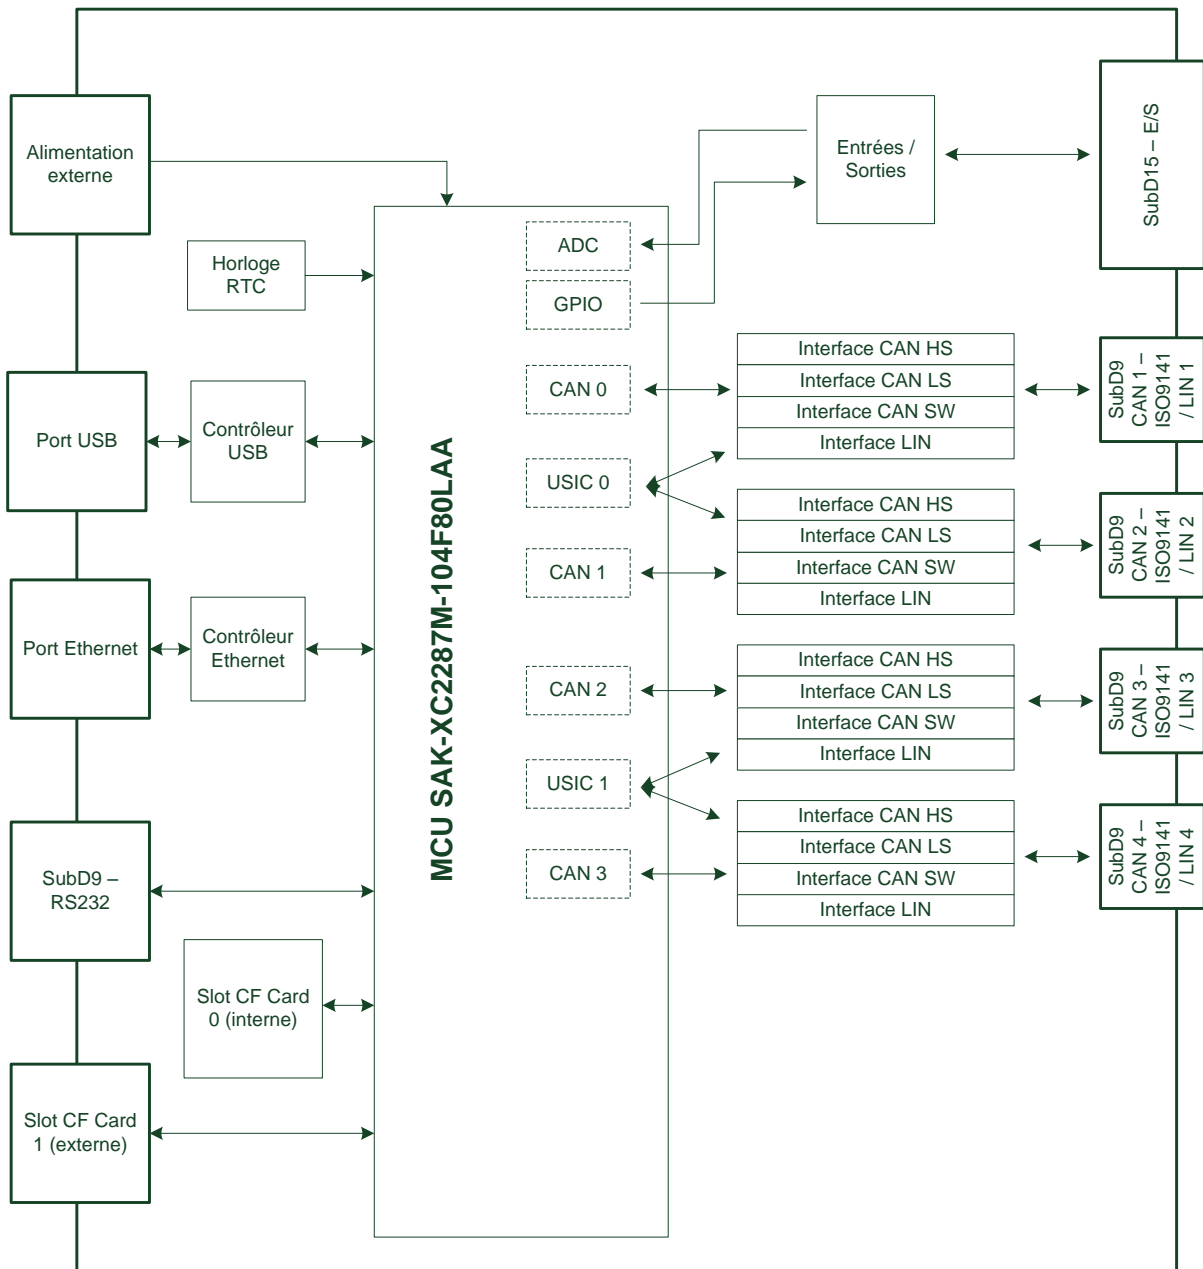 Alimentation
externe
Entrées /
Sorties
SubD15 – E/S
ADC
Horloge
RTC
GPIO
Interface CAN HS
Interface CAN LS
Interface CAN SW
Interface LIN
CAN 0
SubD9
CAN 1 –
ISO9141
/ LIN 1
Port USB
Contrôleur
USB
MCU SAK-XC2287M-104F80LAA
USIC 0
Interface CAN HS
Interface CAN LS
Interface CAN SW
Interface LIN
CAN 1
SubD9
CAN 2 –
ISO9141
/ LIN 2
Port Ethernet
Contrôleur
Ethernet
CAN 2
Interface CAN HS
Interface CAN LS
Interface CAN SW
Interface LIN
SubD9
CAN 3 –
ISO9141
/ LIN 3
USIC 1
Interface CAN HS
Interface CAN LS
Interface CAN SW
Interface LIN
CAN 3
SubD9
CAN 4 –
ISO9141
/ LIN 4
SubD9 –
RS232
Slot CF Card
0 (interne)
Slot CF Card
1 (externe)